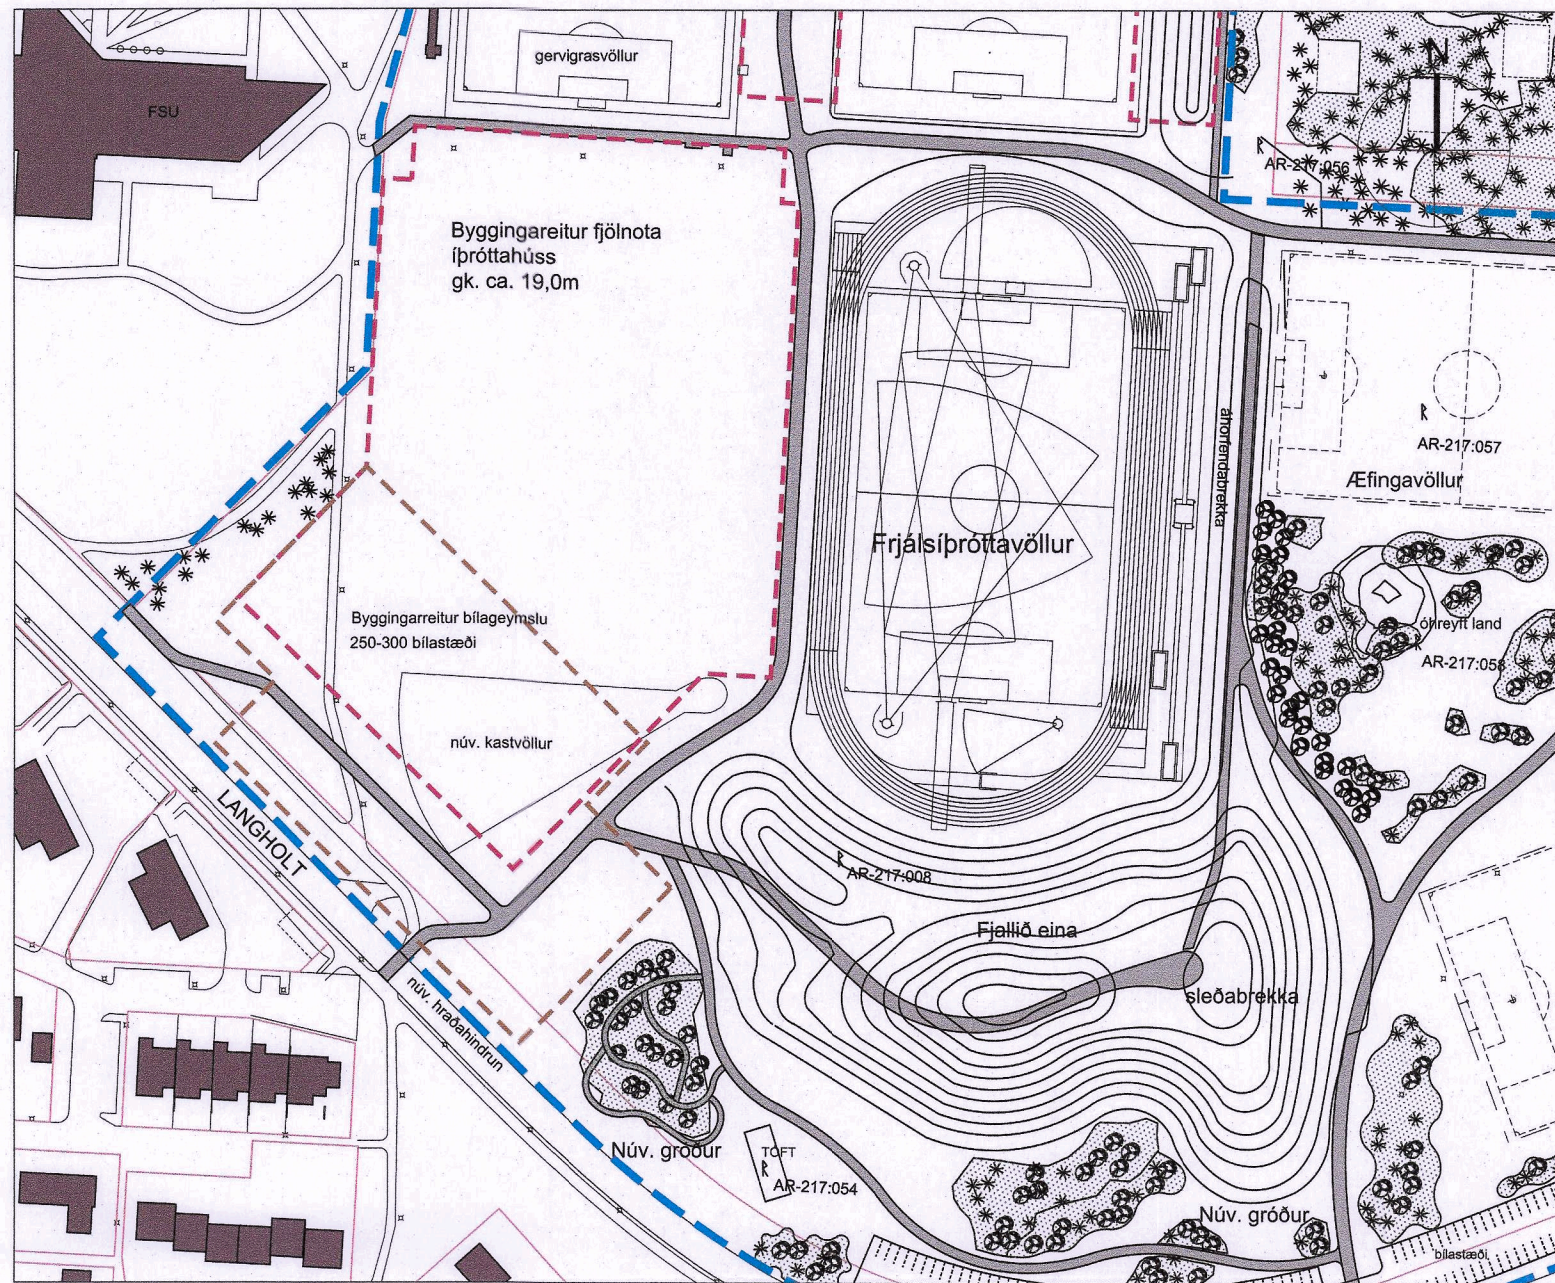 gervigrasvöllur
N
FSU
AR-217:056
Byggingareitur fjölnota
íþróttahúss
gk. ca. 19,0m
áhorfendabrekka
AR-217:057
Æfingavöllur
Frjálsíþróttavöllur
Byggingarreitur bílageymslu
250-300 bílastæði
óhreyft land
AR-217:058
núv. kastvöllur
LANGHOLT
AR-217:008
Fjallið eina
sleðabrekka
núv. hraðahindrun
Núv. gróður
TÓFT
AR-217:054
Núv. gróður
bílastæði